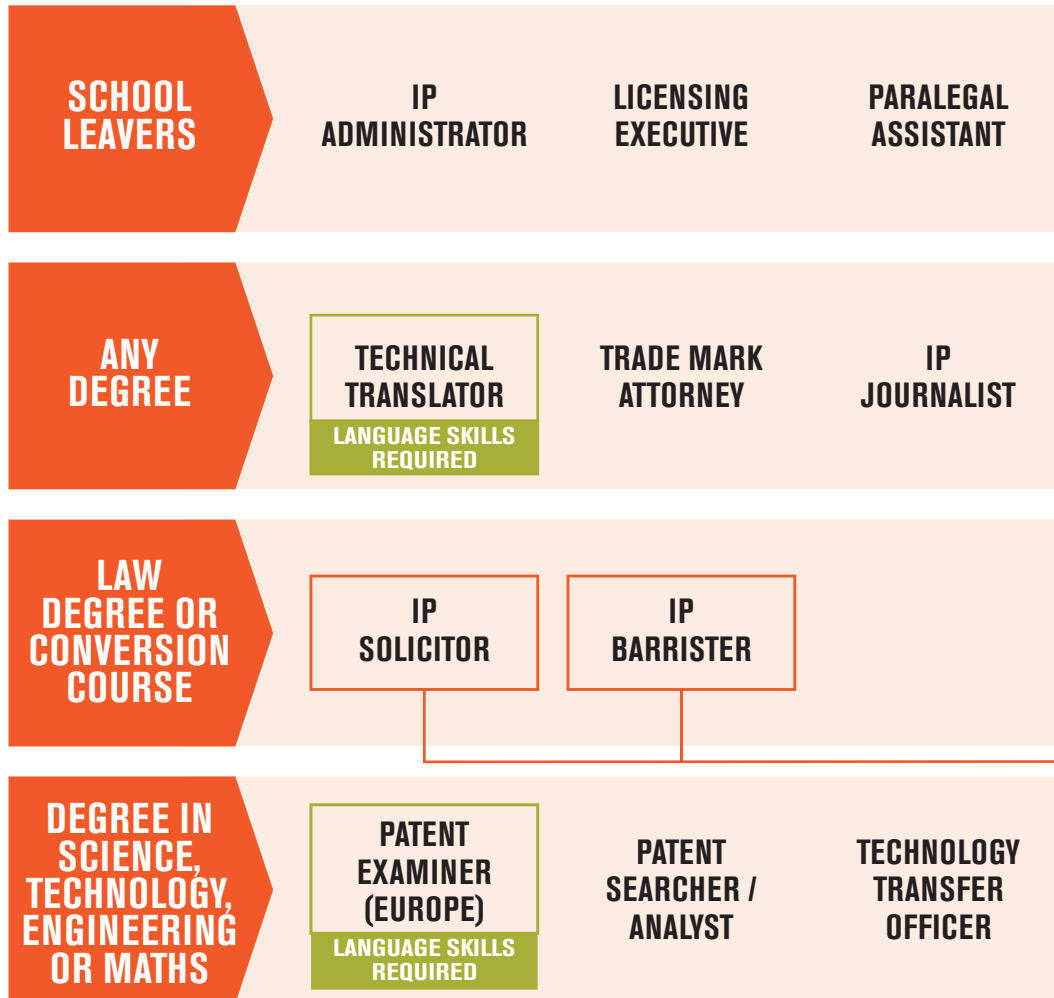 SCHOOL
LEAVERS
IP
ADMINISTRATOR
LICENSING
EXECUTIVE
PARALEGAL
ASSISTANT
ANY
DEGREE
TECHNICAL
TRANSLATOR
LANGUAGE SKILLS
REQUIRED
TRADE MARK
ATTORNEY
IP
JOURNALIST
LAW
DEGREE OR
CONVERSION
COURSE
IP
SOLICITOR
IP
BARRISTER
DEGREE IN
SCIENCE,
TECHNOLOGY,
ENGINEERING
OR MATHS
PATENT
EXAMINER
(EUROPE)
LANGUAGE SKILLS
REQUIRED
PATENT
SEARCHER /
ANALYST
TECHNOLOGY
TRANSFER
OFFICER